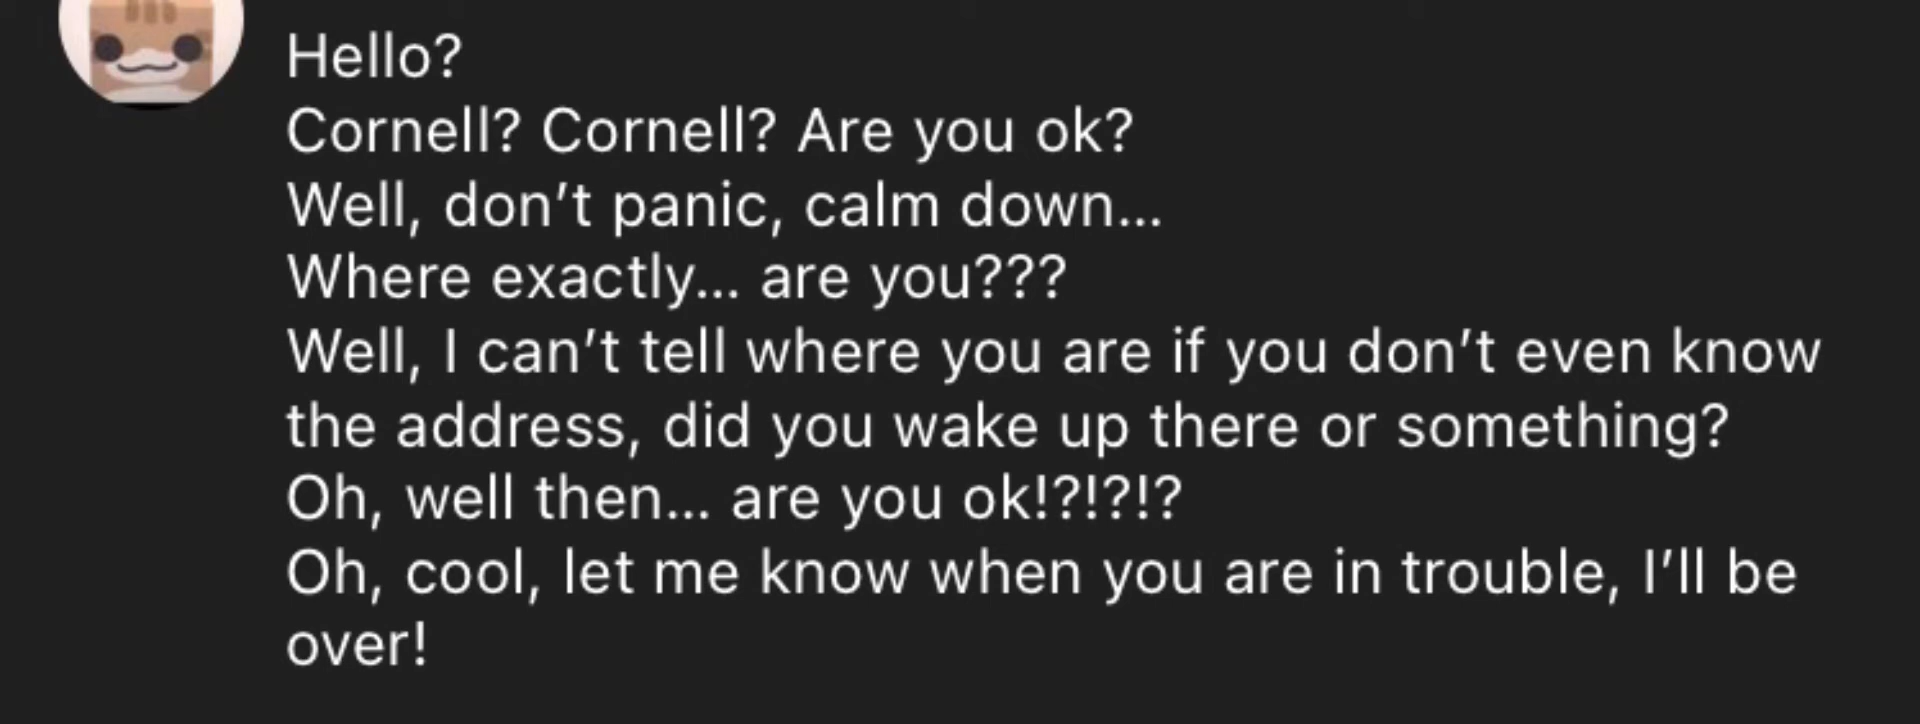 Hello?
Cornell? Cornell? Are you ok?
Well, don’t panic, calm down...
Where exactly... are you???
Well, I can’t tell where you are if you don’t even know
the address, did you wake up there or something?
Oh, well then... are you ok!?!?!?
Oh, cool, let me know when you are in trouble, I’ll be
over!